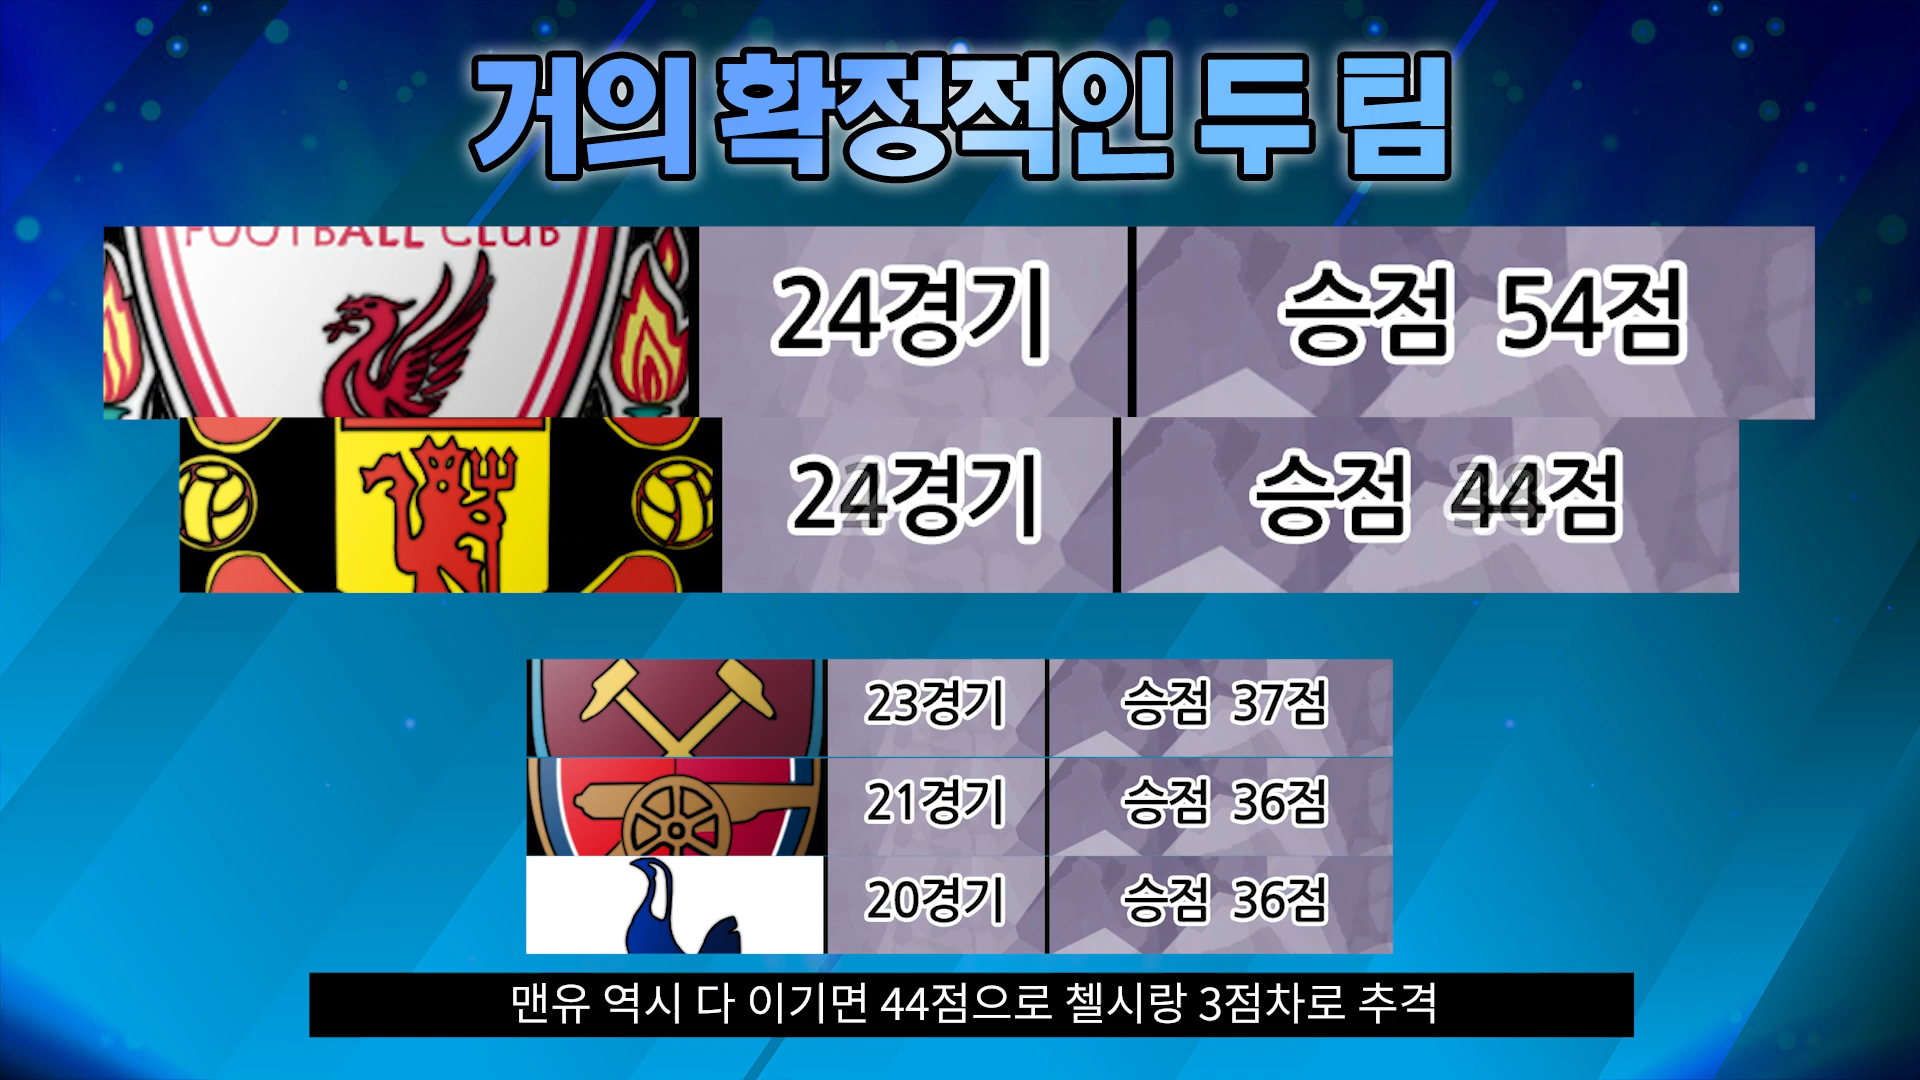 거의 확정적인 두 팀
FOOTBALL CLUB
24경기 승점 54점
24경기 승점 44점
23경기 승점 37점
21경기 승점 36점
20경기 승점 36점
맨유 역시 다 이기면 44점으로 첼시랑 3점차로 추격